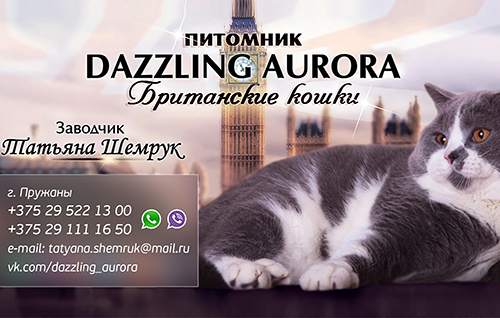 питомник
DAZZLING AURORA
Британские кошки
Заводчик
Татьяна Шемрук
г. Пружаны
+375 29 522 13 00
+375 29 111 16 50
e-mail: tatyana.shemruk@mail.ru
vk.com/dazzling_aurora